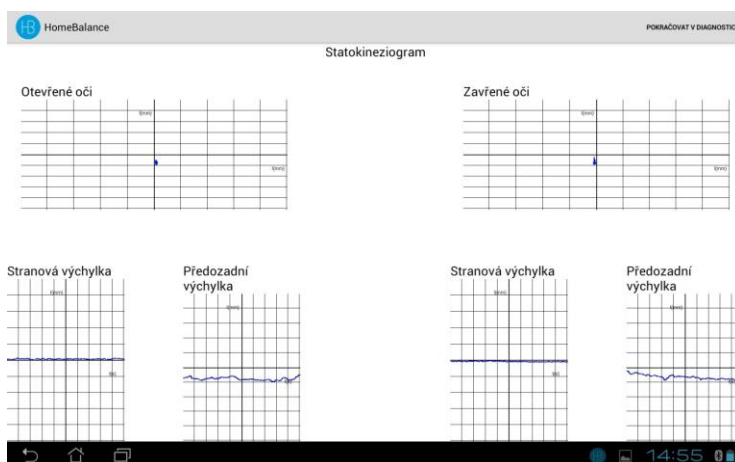 HomeBalance
POKRAČOVAT V DIAGNOSTIC
Statokineziogram
Otevřené oči
Zavřené oči
Stranová výchylka
Předozadní
výchylka
Stranová výchylka
Předozadní
výchylka
14:55